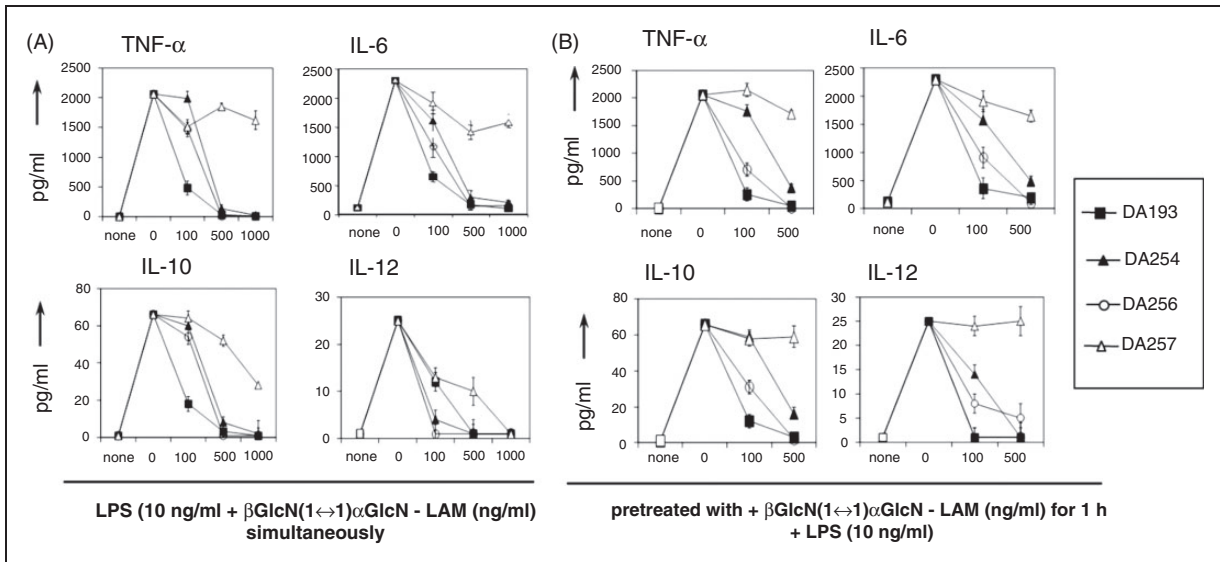 (A)
TNF-α
IL-6
pg/ml
2500
2000
1500
1000
500
0
none 0 100 500 1000
2500
2000
1500
1000
500
0
none 0 100 500 1000
IL-10
IL-12
pg/ml
80
60
40
20
0
none 0 100 500 1000
30
20
10
0
none 0 100 500 1000
LPS (10 ng/ml + βGlcN(1↔1)αGlcN - LAM (ng/ml)
simultaneously
(B)
TNF-α
IL-6
pg/ml
2500
2000
1500
1000
500
0
none 0 100 500
2500
2000
1500
1000
500
0
none 0 100 500
IL-10
IL-12
pg/ml
80
60
40
20
0
none 0 100 500
30
25
20
15
10
5
0
none 0 100 500
pretreated with + βGlcN(1↔1)αGlcN - LAM (ng/ml) for 1 h
+ LPS (10 ng/ml)
DA193
DA254
DA256
DA257